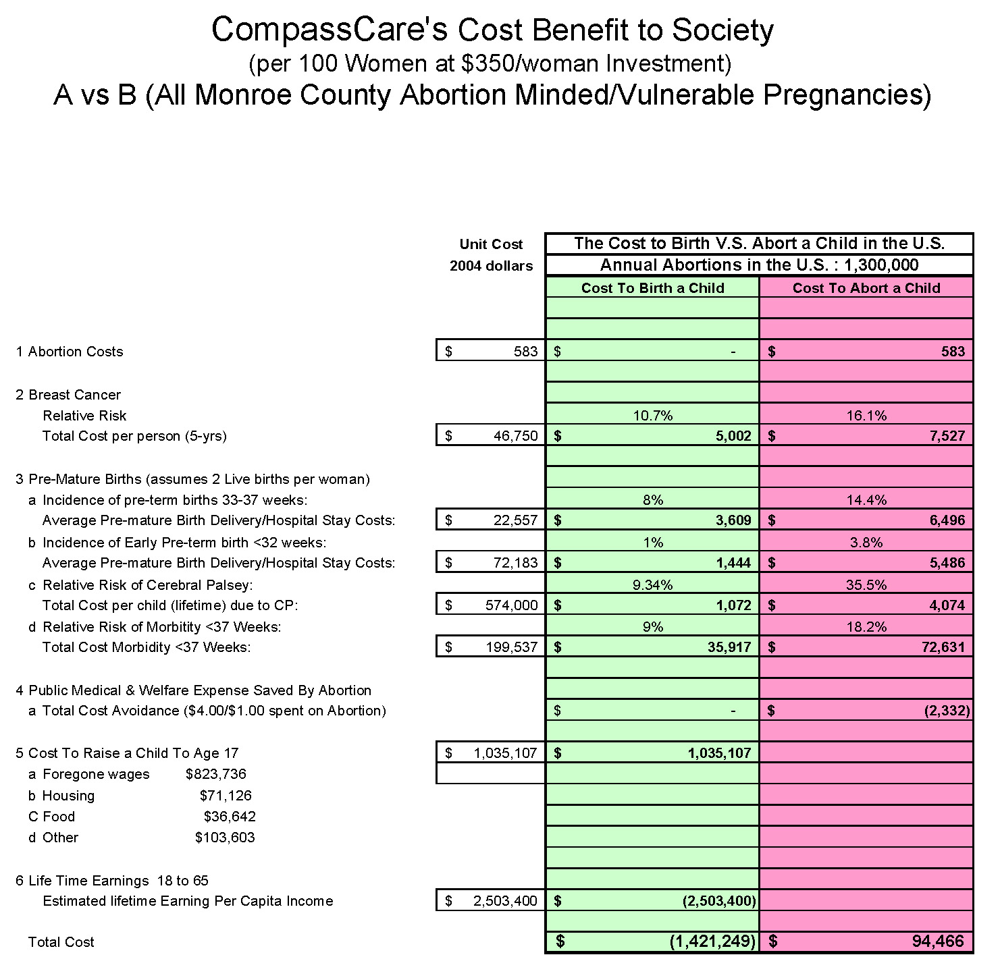 CompassCare's Cost Benefit to Society
(per 100 Women at $350/woman Investment)
A vs B (All Monroe County Abortion Minded/Vulnerable Pregnancies)
Unit Cost The Cost to Birth V.S. Abort a Child in the U.S.
2004 dollars Annual Abortions in the U.S. : 1,300,000
Cost To Birth a Child Cost To Abort a Child
1 Abortion Costs $ 583 $ - $ 583
2 Breast Cancer
Relative Risk 10.7% 16.1%
Total Cost per person (5-yrs) $ 46,750 $ 5,002 $ 7,527
3 Pre-Mature Births (assumes 2 Live births per woman)
a Incidence of pre-term births 33-37 weeks: 8% 14.4%
Average Pre-mature Birth Delivery/Hospital Stay Costs: $ 22,557 $ 3,609 $ 6,496
b Incidence of Early Pre-term birth <32 weeks: 1% 3.8%
Average Pre-mature Birth Delivery/Hospital Stay Costs: $ 72,183 $ 1,444 $ 5,486
c Relative Risk of Cerebral Palsey: 9.34% 35.5%
Total Cost per child (lifetime) due to CP: $ 574,000 $ 1,072 $ 4,074
d Relative Risk of Morbitity <37 Weeks: 9% 18.2%
Total Cost Morbidity <37 Weeks: $ 199,537 $ 35,917 $ 72,631
4 Public Medical & Welfare Expense Saved By Abortion
a Total Cost Avoidance ($4.00/$1.00 spent on Abortion) $ - $ (2,332)
5 Cost To Raise a Child To Age 17 $ 1,035,107 $ 1,035,107
a Foregone wages $823,736
b Housing $71,126
C Food $36,642
d Other $103,603
6 Life Time Earnings 18 to 65
Estimated lifetime Earning Per Capita Income $ 2,503,400 $ (2,503,400)
Total Cost $ (1,421,249) $ 94,466